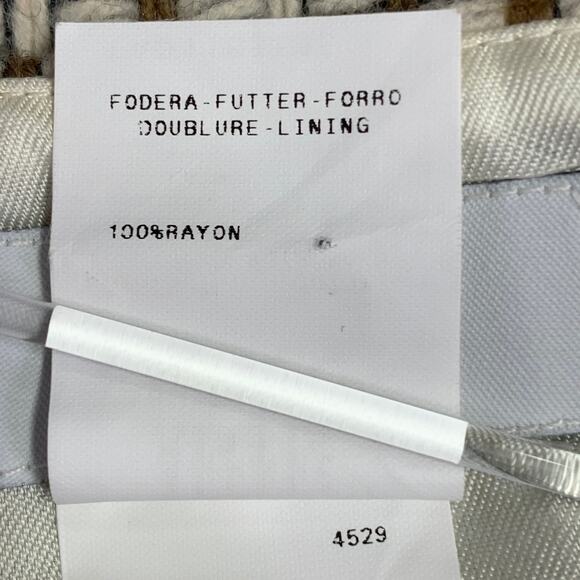 FODERA-FUTTER-FORRO
DOUBLURE-LINING
100%RAYON
4529